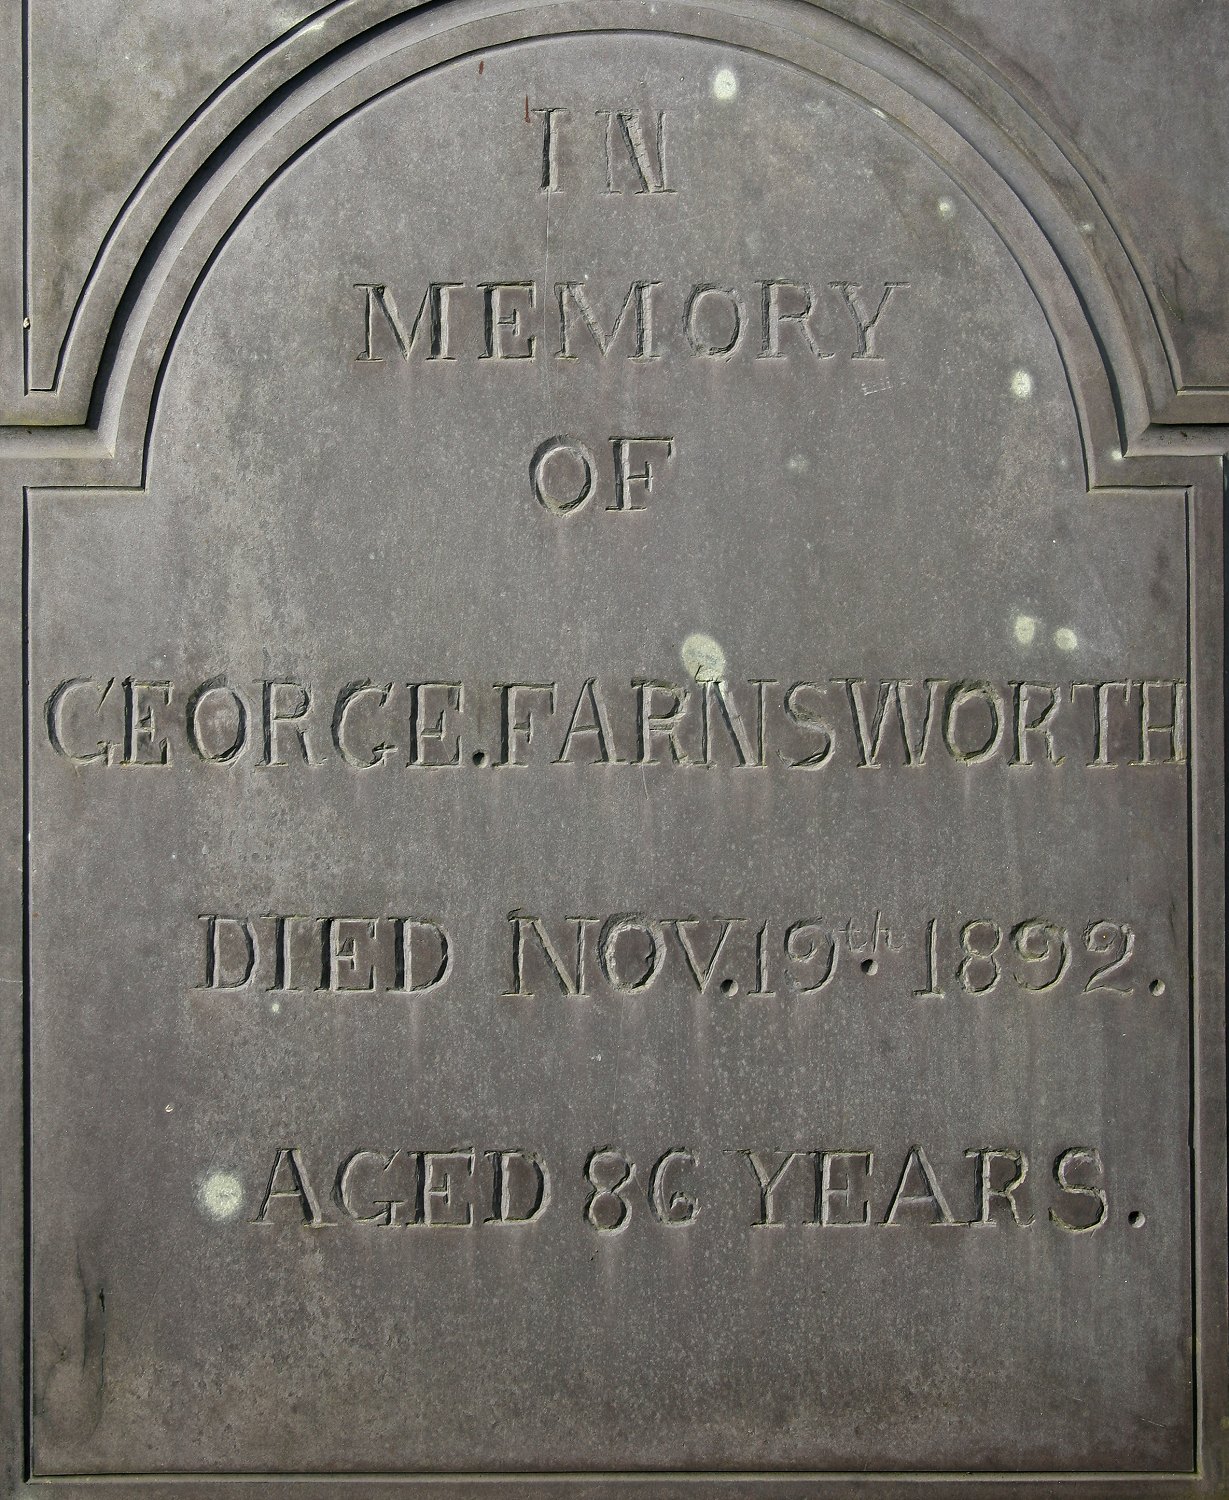 IN
MEMORY
OF
GEORGE.FARNSWORTH
DIED NOV.19th. 1892.
AGED 86 YEARS.